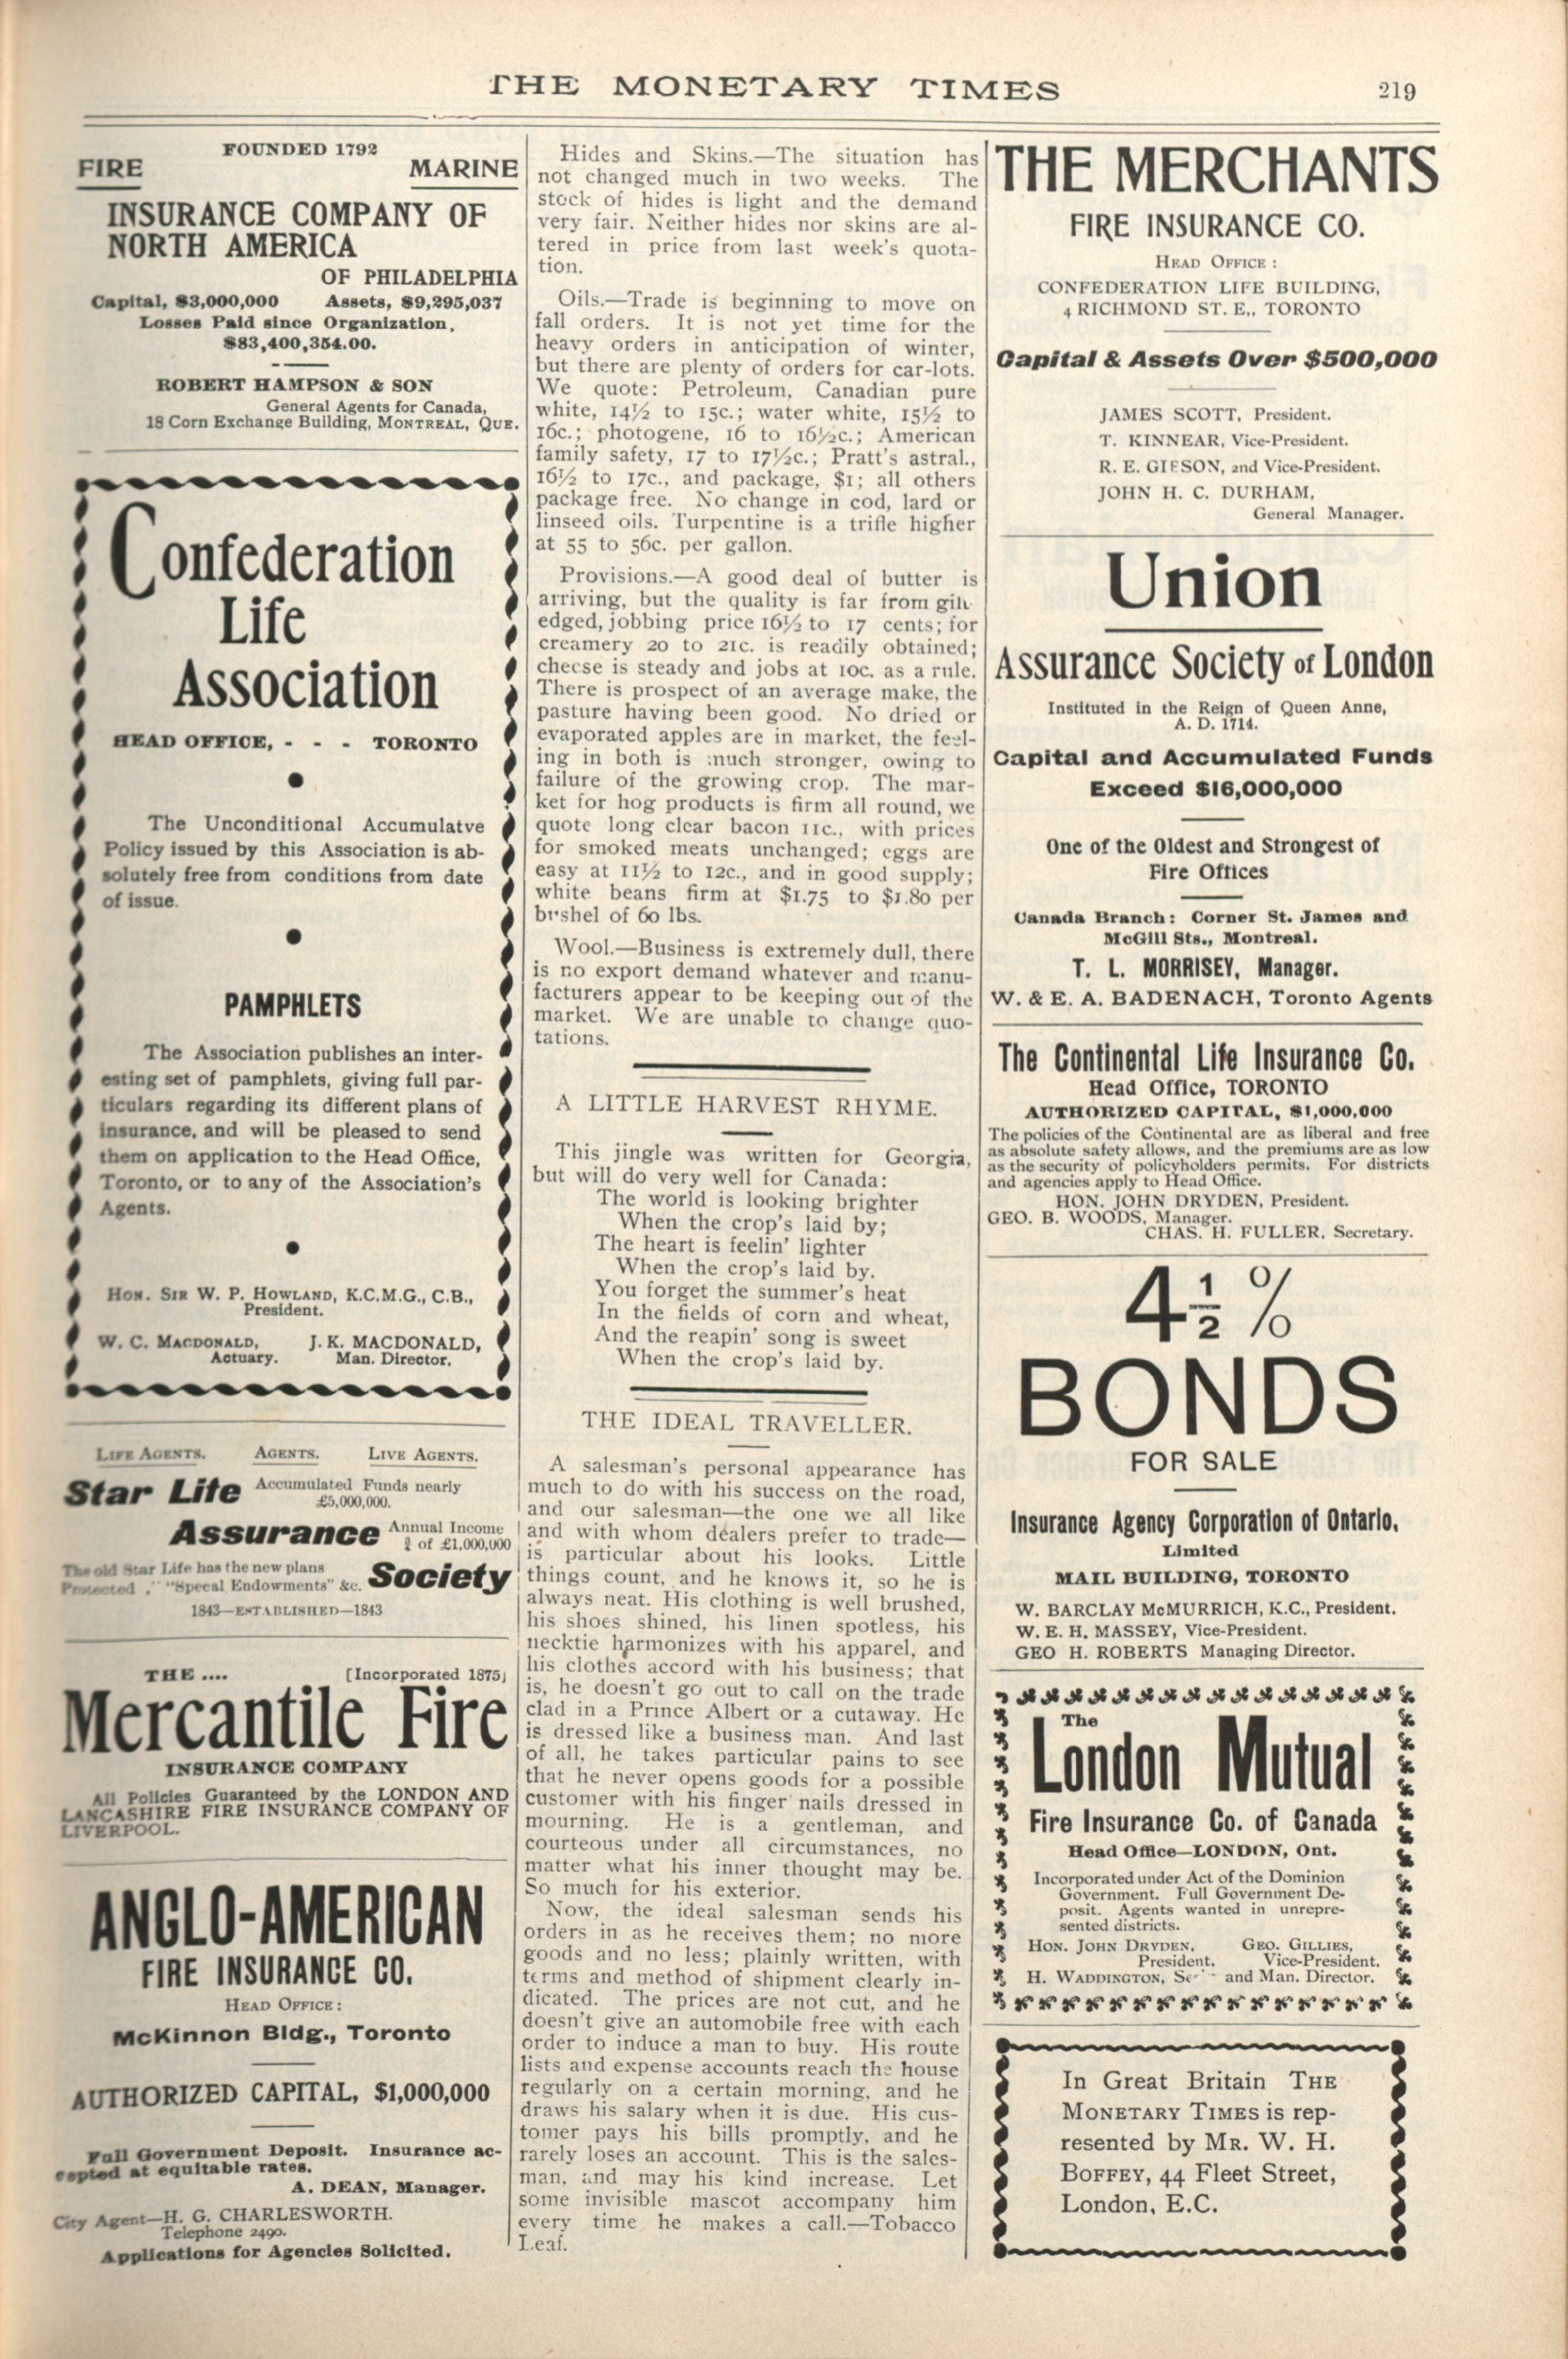 THE MONETARY TIMES
219
FOUNDED 1792
FIRE MARINE
INSURANCE COMPANY OF
NORTH AMERICA
OF PHILADELPHIA
Capital, $3,000,000 Assets, $9,295,037
Losses Paid since Organization,
$83,400,354.00.
ROBERT HAMPSON & SON
General Agents for Canada,
18 Corn Exchange Building, MONTREAL, QUE.
Confederation
Life
Association
HEAD OFFICE, - - - TORONTO
The Unconditional Accumulatve
Policy issued by this Association is ab-
solutely free from conditions from date
of issue.
PAMPHLETS
The Association publishes an inter-
esting set of pamphlets, giving full par-
ticulars regarding its different plans of
insurance, and will be pleased to send
them on application to the Head Office,
Toronto, or to any of the Association's
Agents.
HON. SIR W. P. HOWLAND, K.C.M.G., C.B.,
President.
W. C. MACDONALD, J. K. MACDONALD,
Actuary. Man. Director.
LIFE AGENTS. AGENTS. LIVE AGENTS.
Star Life Accumulated Funds nearly
£5,000,000.
Assurance Annual Income
¾ of £1,000,000
The old Star Life has the new plans
Protected ," "Specal Endowments" &c. Society
1843—ESTABLISHED—1843
THE .... [Incorporated 1875]
Mercantile Fire
INSURANCE COMPANY
All Policies Guaranteed by the LONDON AND
LANCASHIRE FIRE INSURANCE COMPANY OF
LIVERPOOL.
ANGLO-AMERICAN
FIRE INSURANCE CO.
HEAD OFFICE:
McKinnon Bldg., Toronto
AUTHORIZED CAPITAL, $1,000,000
Full Government Deposit. Insurance ac-
cepted at equitable rates.
A. DEAN, Manager.
City Agent—H. G. CHARLESWORTH.
Telephone 2490.
Applications for Agencies Solicited.
Hides and Skins.—The situation has
not changed much in two weeks. The
stock of hides is light and the demand
very fair. Neither hides nor skins are al-
tered in price from last week's quota-
tion.
Oils.—Trade is beginning to move on
fall orders. It is not yet time for the
heavy orders in anticipation of winter,
but there are plenty of orders for car-lots.
We quote: Petroleum, Canadian pure
white, 14½ to 15c.; water white, 15½ to
16c.; photogene, 16 to 16½c.; American
family safety, 17 to 17½c.; Pratt's astral.,
16½ to 17c., and package, $1; all others
package free. No change in cod, lard or
linseed oils. Turpentine is a trifle higher
at 55 to 56c. per gallon.
Provisions.—A good deal of butter is
arriving, but the quality is far from gilt
edged, jobbing price 16½ to 17 cents; for
creamery 20 to 21c. is readily obtained;
cheese is steady and jobs at 10c. as a rule.
There is prospect of an average make, the
pasture having been good. No dried or
evaporated apples are in market, the feel-
ing in both is much stronger, owing to
failure of the growing crop. The mar-
ket for hog products is firm all round, we
quote long clear bacon 11c., with prices
for smoked meats unchanged; eggs are
easy at 11½ to 12c., and in good supply;
white beans firm at $1.75 to $1.80 per
bushel of 60 lbs.
Wool.—Business is extremely dull, there
is no export demand whatever and manu-
facturers appear to be keeping out of the
market. We are unable to change quo-
tations.
A LITTLE HARVEST RHYME.
This jingle was written for Georgia,
but will do very well for Canada:
The world is looking brighter
When the crop's laid by;
The heart is feelin' lighter
When the crop's laid by.
You forget the summer's heat
In the fields of corn and wheat,
And the reapin' song is sweet
When the crop's laid by.
THE IDEAL TRAVELLER.
A salesman's personal appearance has
much to do with his success on the road,
and our salesman—the one we all like
and with whom dealers prefer to trade—
is particular about his looks. Little
things count, and he knows it, so he is
always neat. His clothing is well brushed,
his shoes shined, his linen spotless, his
necktie harmonizes with his apparel, and
his clothes accord with his business; that
is, he doesn't go out to call on the trade
clad in a Prince Albert or a cutaway. He
is dressed like a business man. And last
of all, he takes particular pains to see
that he never opens goods for a possible
customer with his finger nails dressed in
mourning. He is a gentleman, and
courteous under all circumstances, no
matter what his inner thought may be.
So much for his exterior.
Now, the ideal salesman sends his
orders in as he receives them; no more
goods and no less; plainly written, with
terms and method of shipment clearly in-
dicated. The prices are not cut, and he
doesn't give an automobile free with each
order to induce a man to buy. His route
lists and expense accounts reach the house
regularly on a certain morning, and he
draws his salary when it is due. His cus-
tomer pays his bills promptly, and he
rarely loses an account. This is the sales-
man, and may his kind increase. Let
some invisible mascot accompany him
every time he makes a call.—Tobacco
Leaf.
THE MERCHANTS
FIRE INSURANCE CO.
HEAD OFFICE:
CONFEDERATION LIFE BUILDING,
4 RICHMOND ST. E., TORONTO
Capital & Assets Over $500,000
JAMES SCOTT, President.
T. KINNEAR, Vice-President.
R. E. GIBSON, 2nd Vice-President.
JOHN H. C. DURHAM,
General Manager.
Union
Assurance Society of London
Instituted in the Reign of Queen Anne,
A. D. 1714.
Capital and Accumulated Funds
Exceed $16,000,000
One of the Oldest and Strongest of
Fire Offices
Canada Branch: Corner St. James and
McGill Sts., Montreal.
T. L. MORRISEY, Manager.
W. & E. A. BADENACH, Toronto Agents
The Continental Life Insurance Co.
Head Office, TORONTO
AUTHORIZED CAPITAL, $1,000,000
The policies of the Continental are as liberal and free
as absolute safety allows, and the premiums are as low
as the security of policyholders permits. For districts
and agencies apply to Head Office.
HON. JOHN DRYDEN, President.
GEO. B. WOODS, Manager.
CHAS. H. FULLER, Secretary.
4½%
BONDS
FOR SALE
Insurance Agency Corporation of Ontario,
Limited
MAIL BUILDING, TORONTO
W. BARCLAY McMURRICH, K.C., President.
W. E. H. MASSEY, Vice-President.
GEO H. ROBERTS Managing Director.
The
London Mutual
Fire Insurance Co. of Canada
Head Office—LONDON, Ont.
Incorporated under Act of the Dominion
Government. Full Government De-
posit. Agents wanted in unrepre-
sented districts.
HON. JOHN DRYDEN, GEO. GILLIES,
President. Vice-President.
H. WADDINGTON, and Man. Director.
In Great Britain THE
MONETARY TIMES is rep-
resented by MR. W. H.
BOFFEY, 44 Fleet Street,
London, E.C.